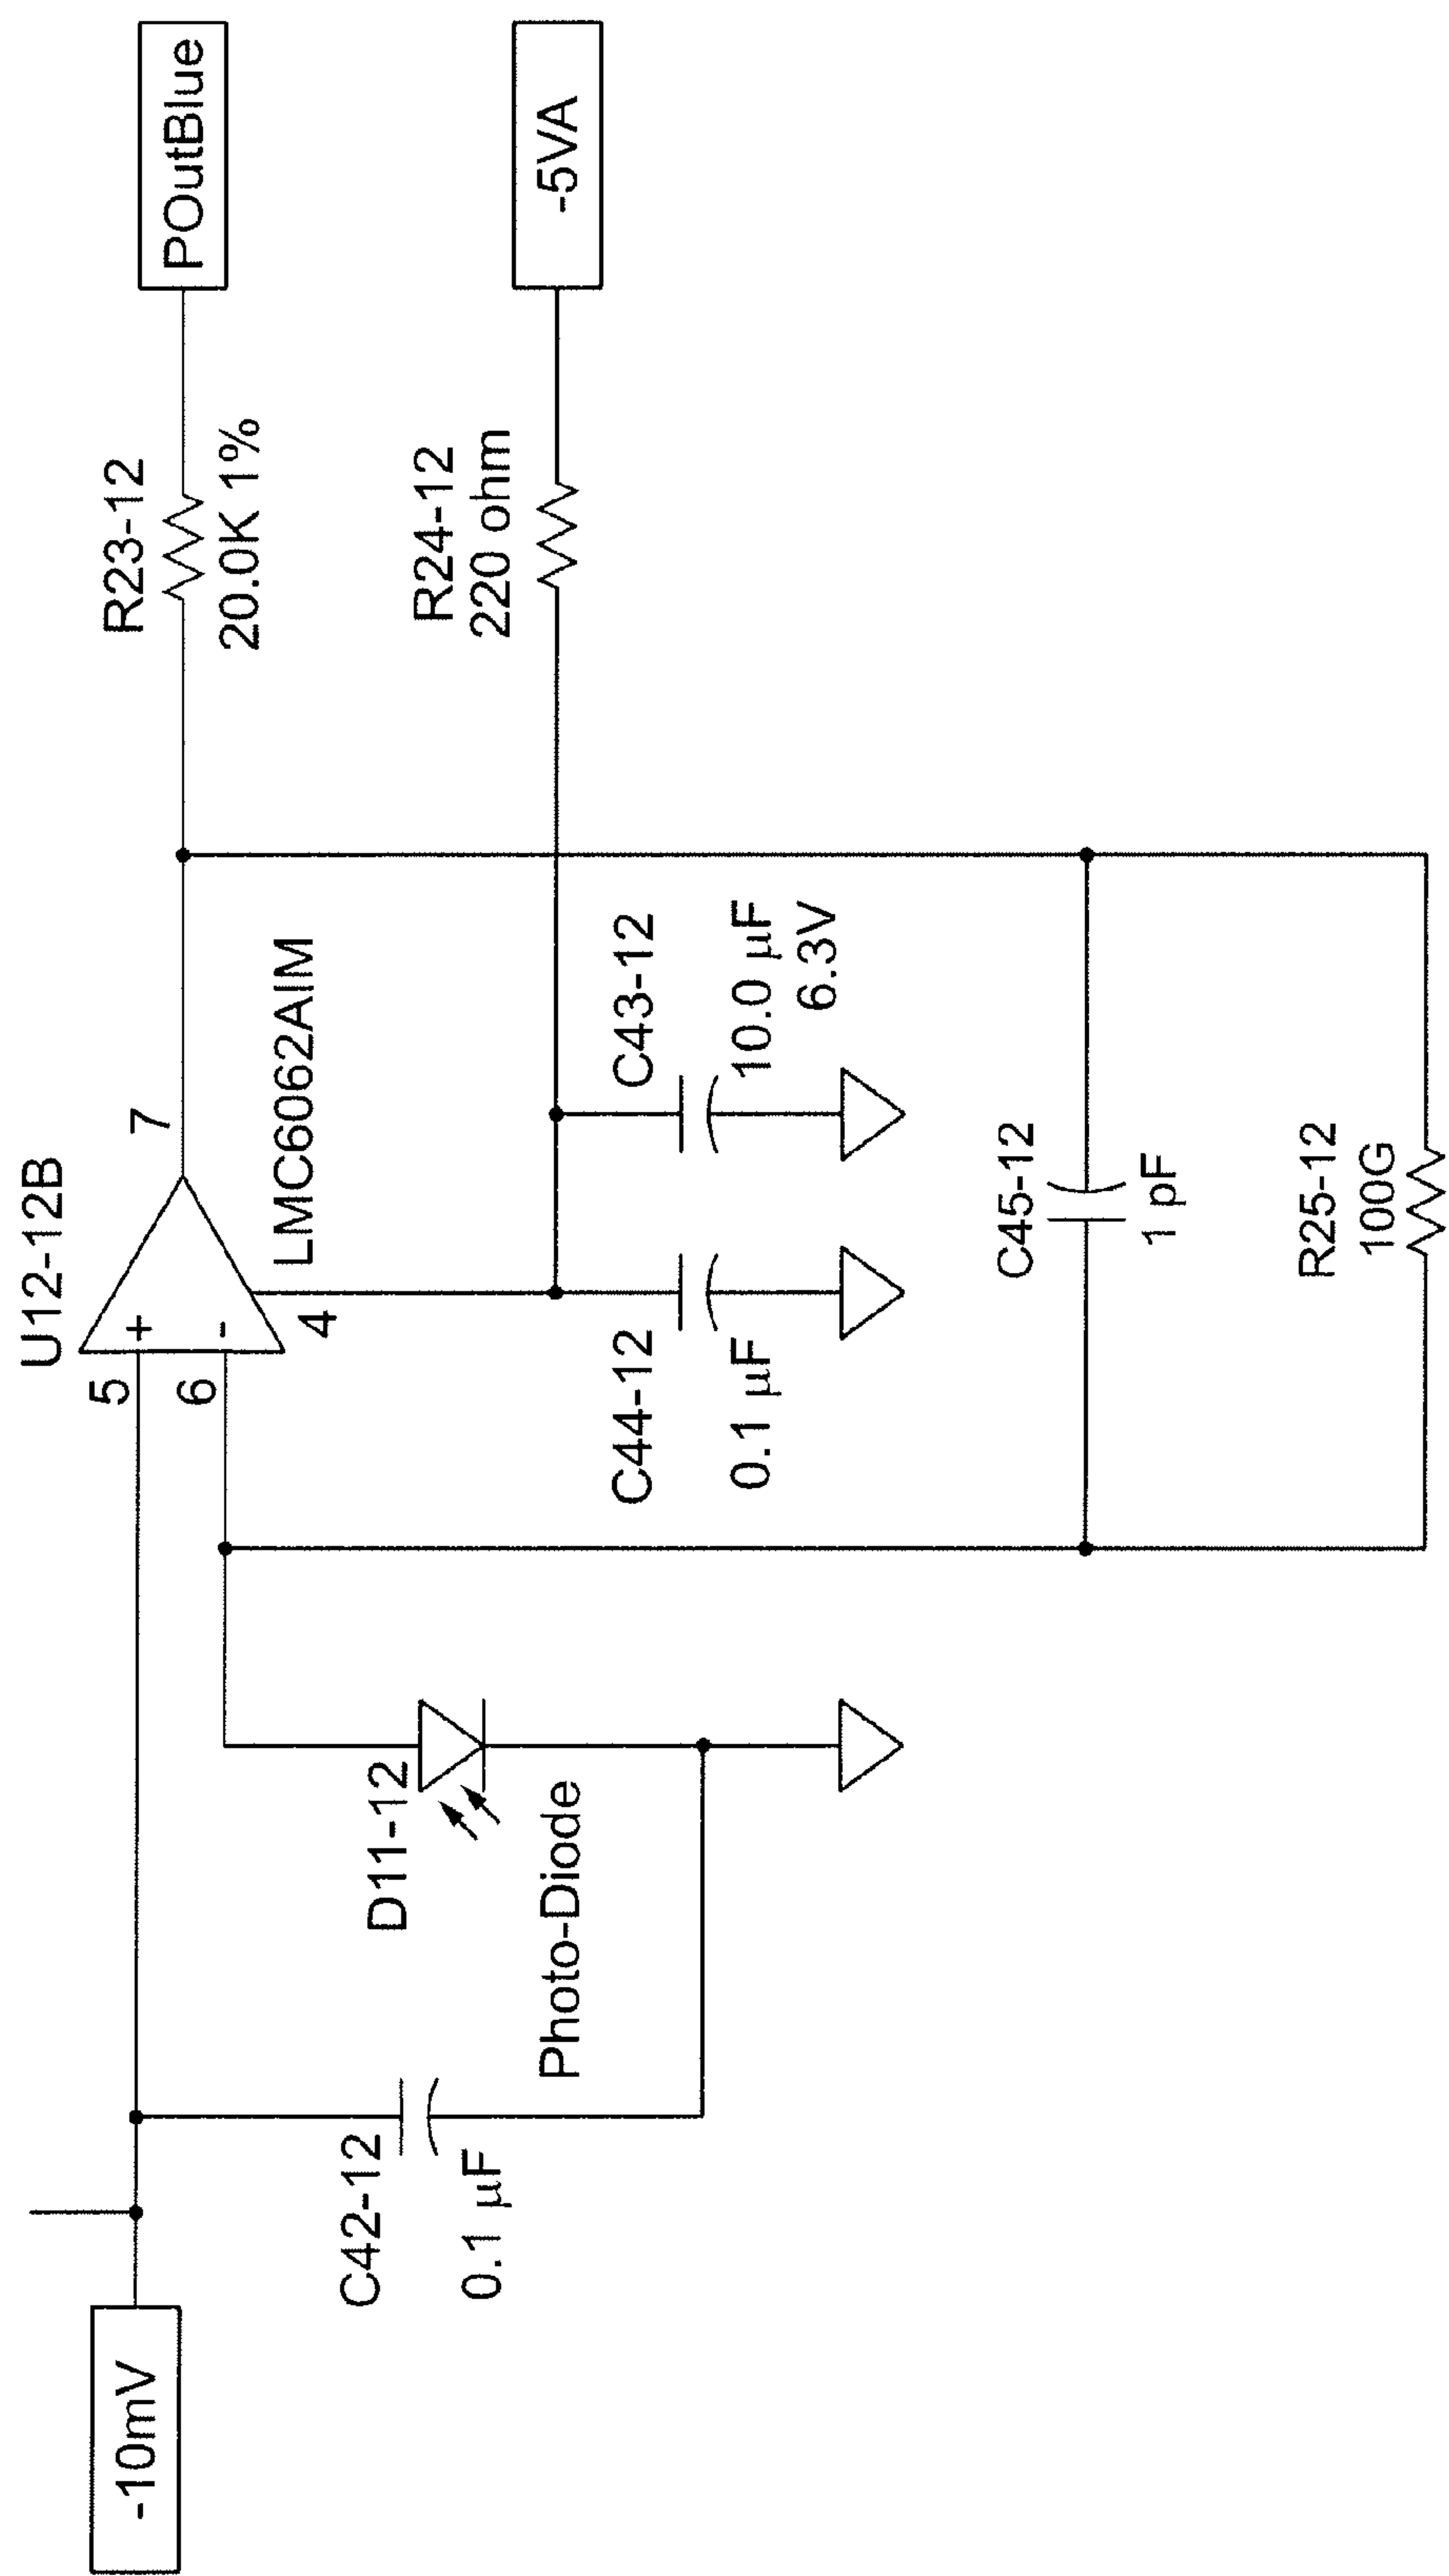 U12-12B
5
+
6
-
7
4
LMC6062AIM
R23-12
20.0K 1%
POutBlue
R24-12
220 ohm
-5VA
-10mV
C42-12
0.1 µF
D11-12
Photo-Diode
C44-12
0.1 µF
C43-12
10.0 µF
6.3V
C45-12
1 pF
R25-12
100G